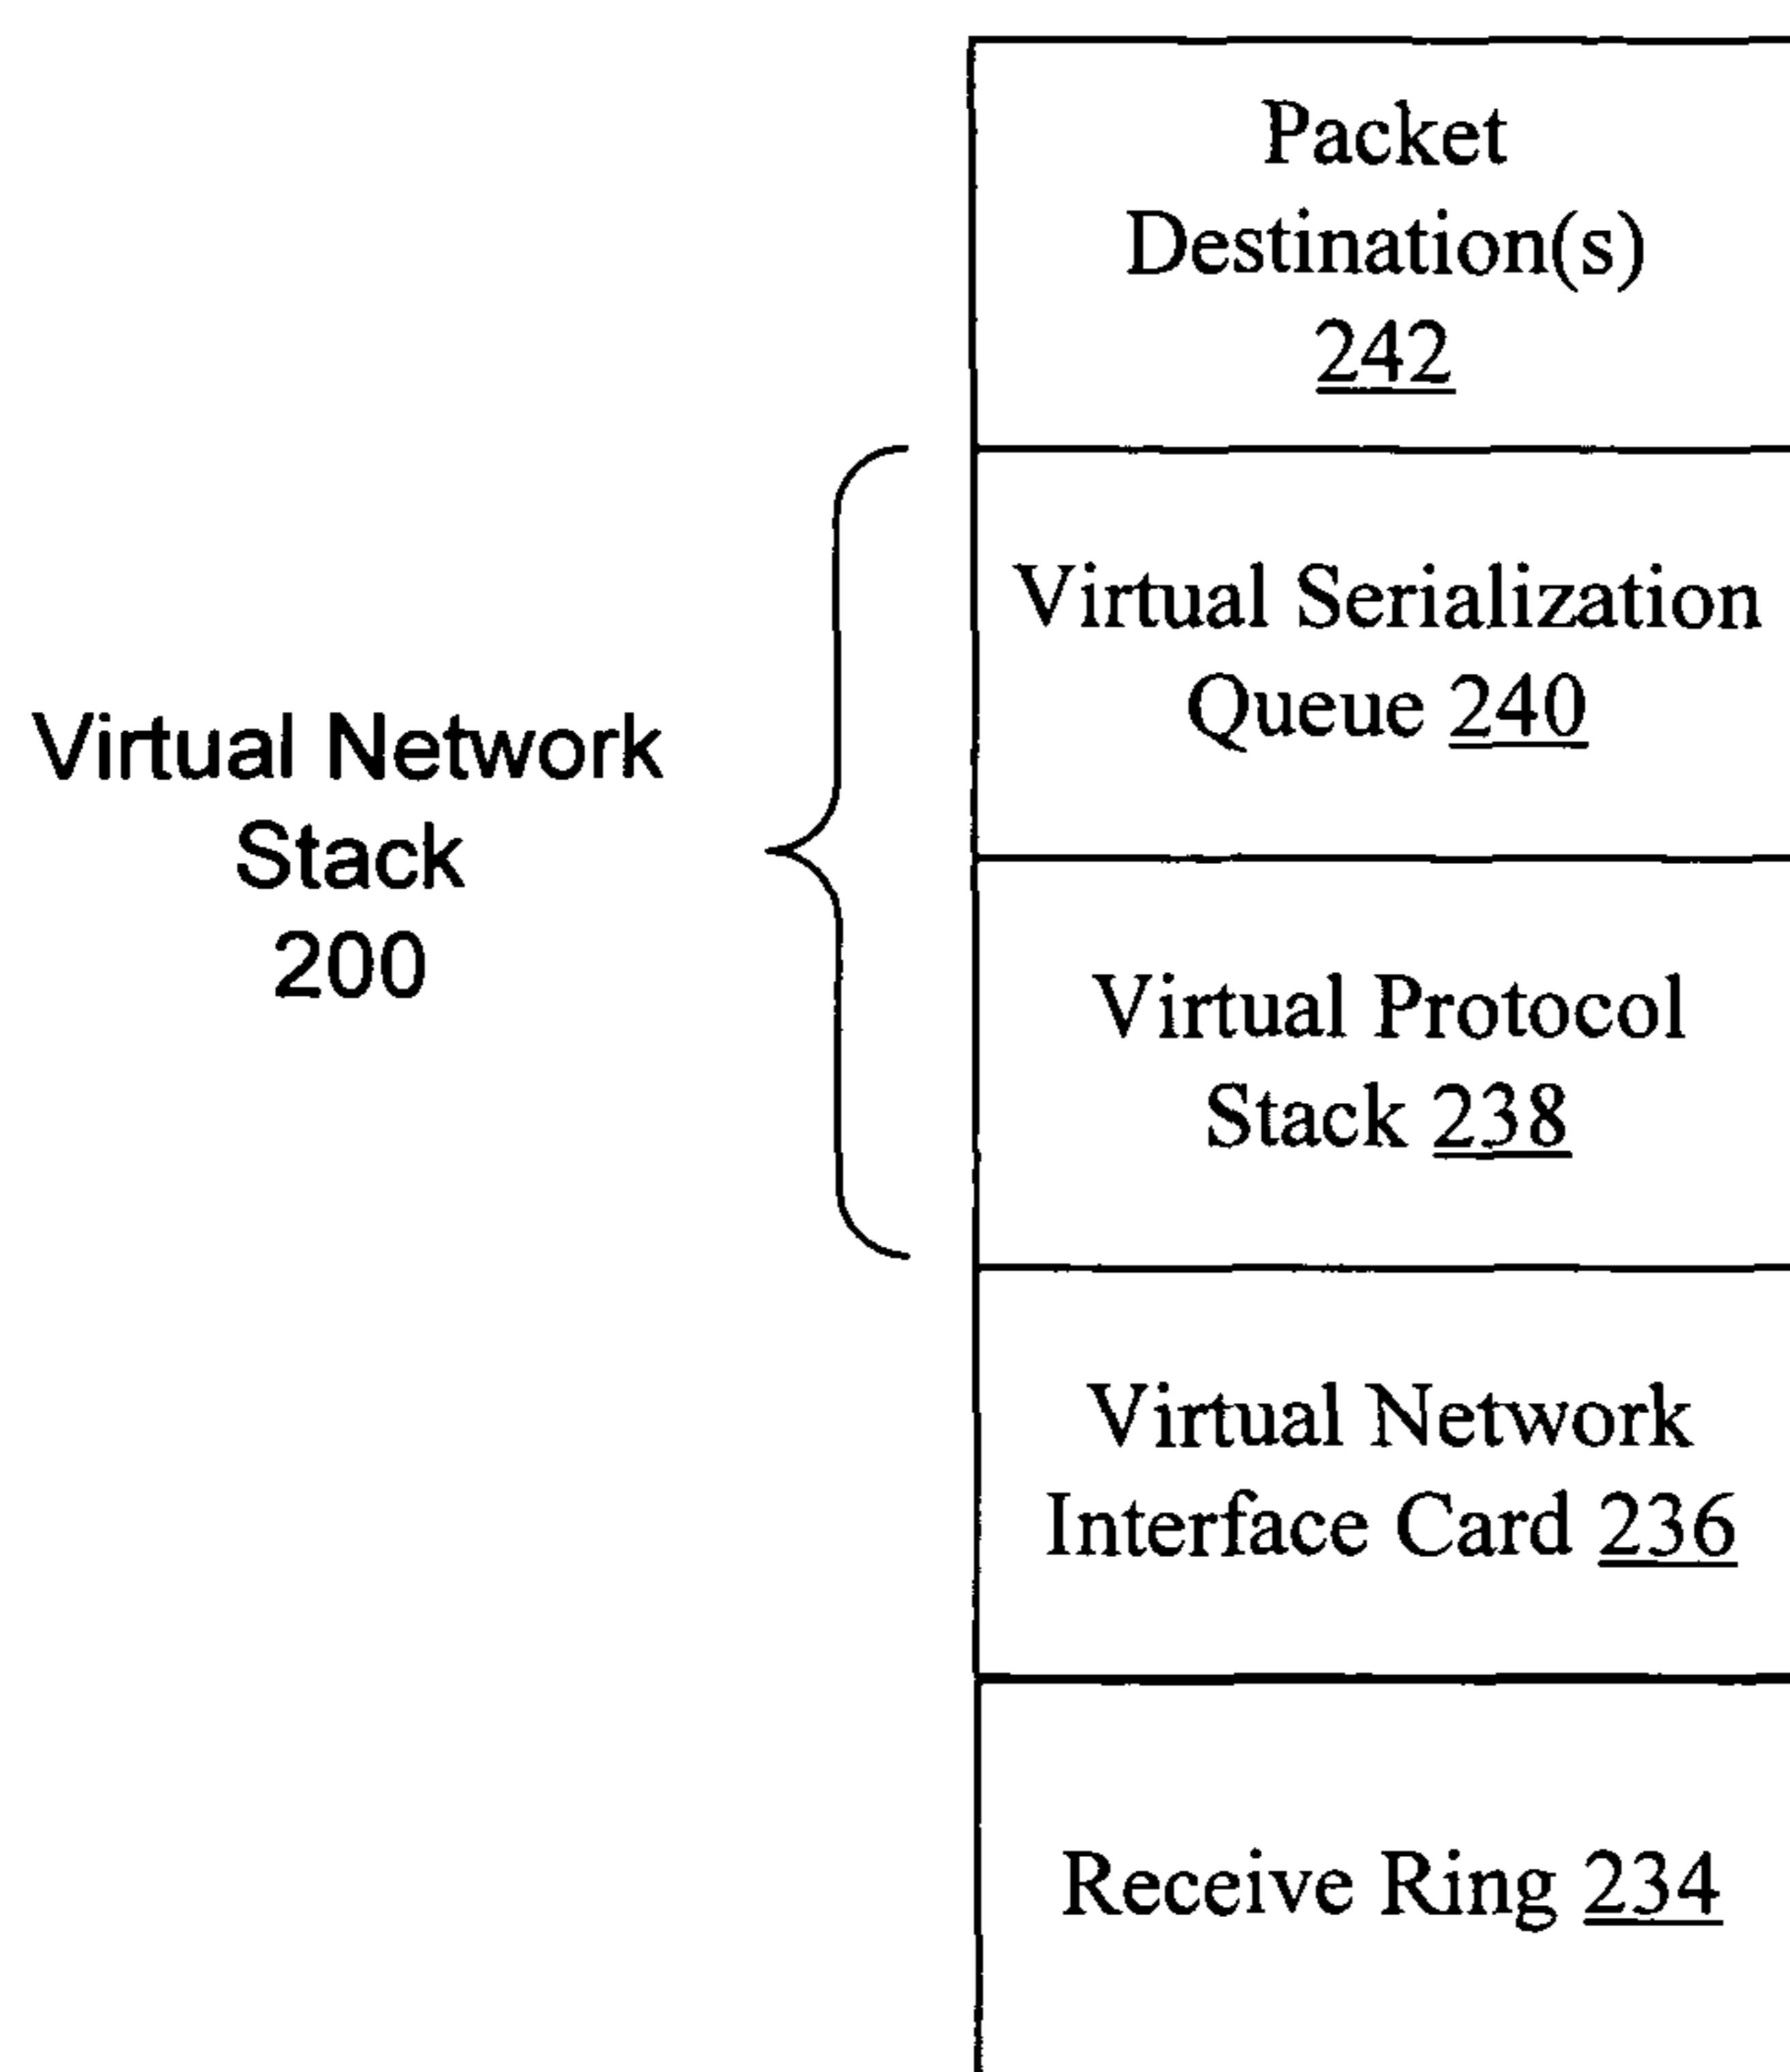 Packet
Destination(s)
242
Virtual Serialization
Queue 240
Virtual Network
Stack
200
Virtual Protocol
Stack 238
Virtual Network
Interface Card 236
Receive Ring 234